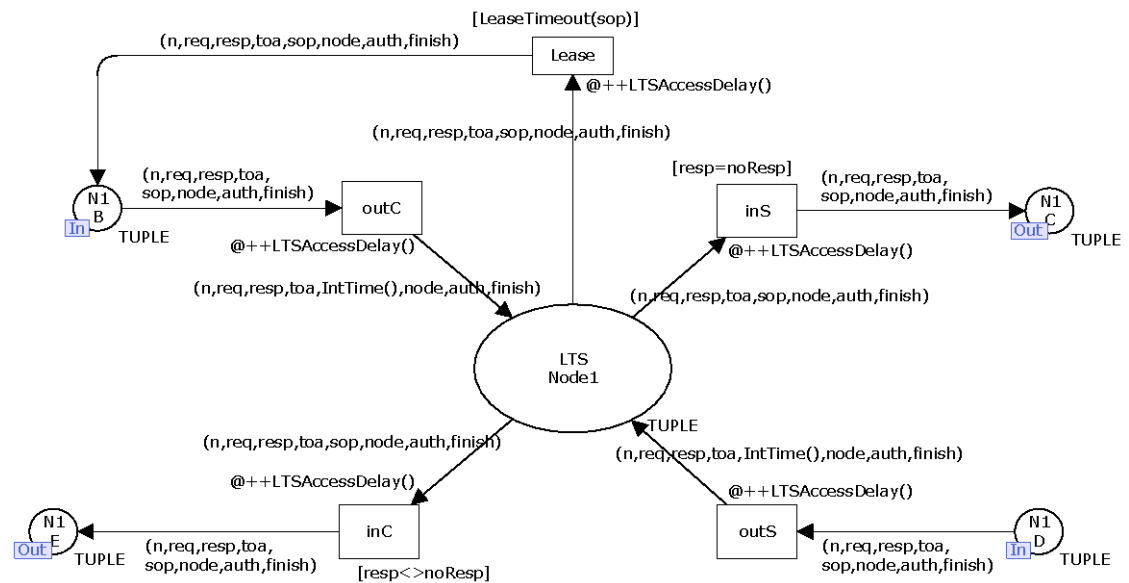 [LeaseTimeout(sop)]
(n,req,resp,toa,sop,node,auth,finish)
Lease
@++LTSAccessDelay()
(n,req,resp,toa,sop,node,auth,finish)
(n,req,resp,toa,
sop,node,auth,finish)
N1
B
In
TUPLE
outC
@++LTSAccessDelay()
(n,req,resp,toa,IntTime(),node,auth,finish)
[resp=noResp]
inS
(n,req,resp,toa,
sop,node,auth,finish)
N1
C
Out
TUPLE
@++LTSAccessDelay()
(n,req,resp,toa,sop,node,auth,finish)
LTS
Node1
TUPLE
(n,req,resp,toa,sop,node,auth,finish)
@++LTSAccessDelay()
N1
E
Out
TUPLE
(n,req,resp,toa,
sop,node,auth,finish)
inC
[resp<>noResp]
(n,req,resp,toa,IntTime(),node,auth,finish)
@++LTSAccessDelay()
outS
(n,req,resp,toa,
sop,node,auth,finish)
N1
D
In
TUPLE